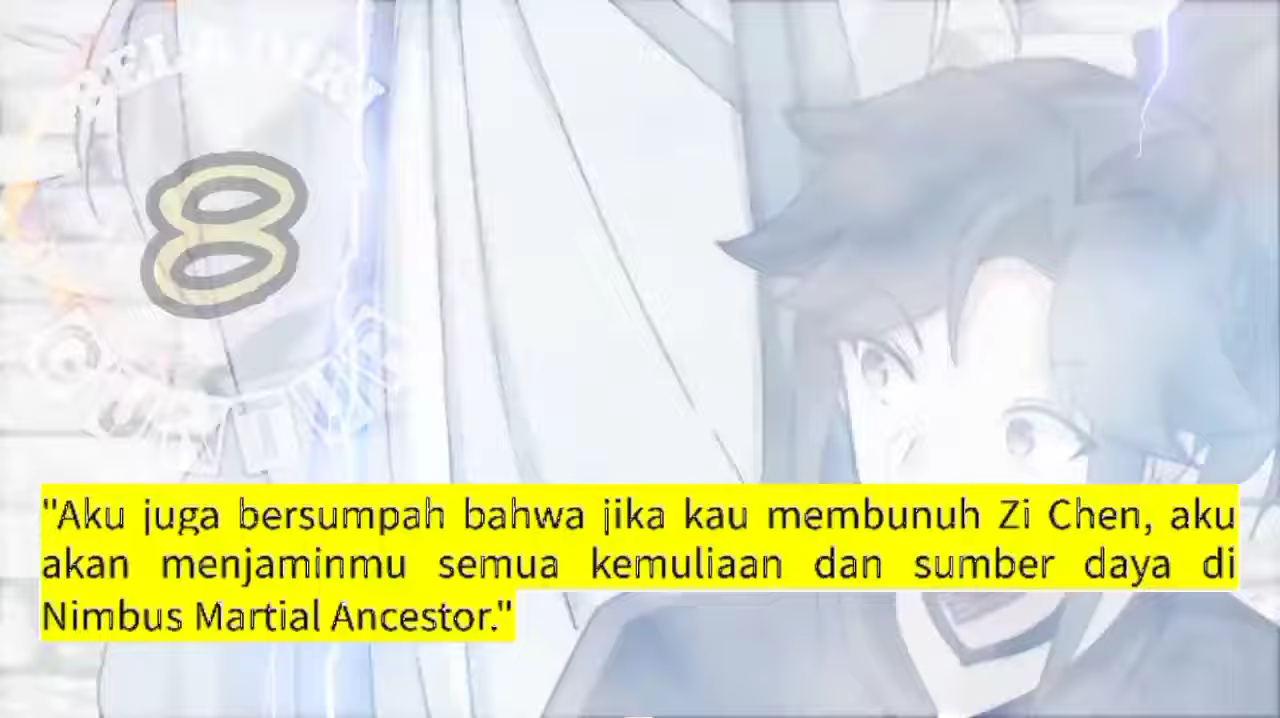 8
"Aku juga bersumpah bahwa jika kau membunuh Zi Chen, aku
akan menjaminmu semua kemuliaan dan sumber daya di
Nimbus Martial Ancestor."